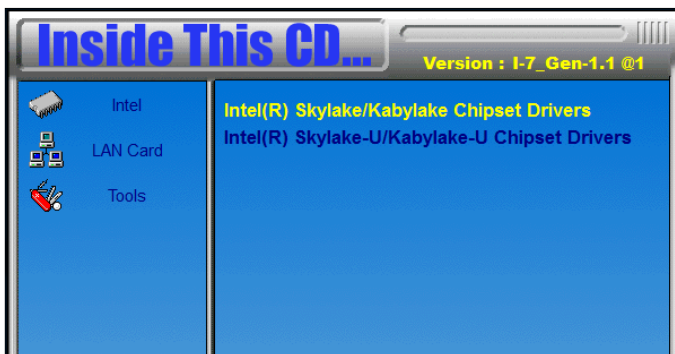 Inside This CD...
Version : I-7_Gen-1.1 @1
Intel
LAN Card
Tools
Intel(R) Skylake/Kabylake Chipset Drivers
Intel(R) Skylake-U/Kabylake-U Chipset Drivers